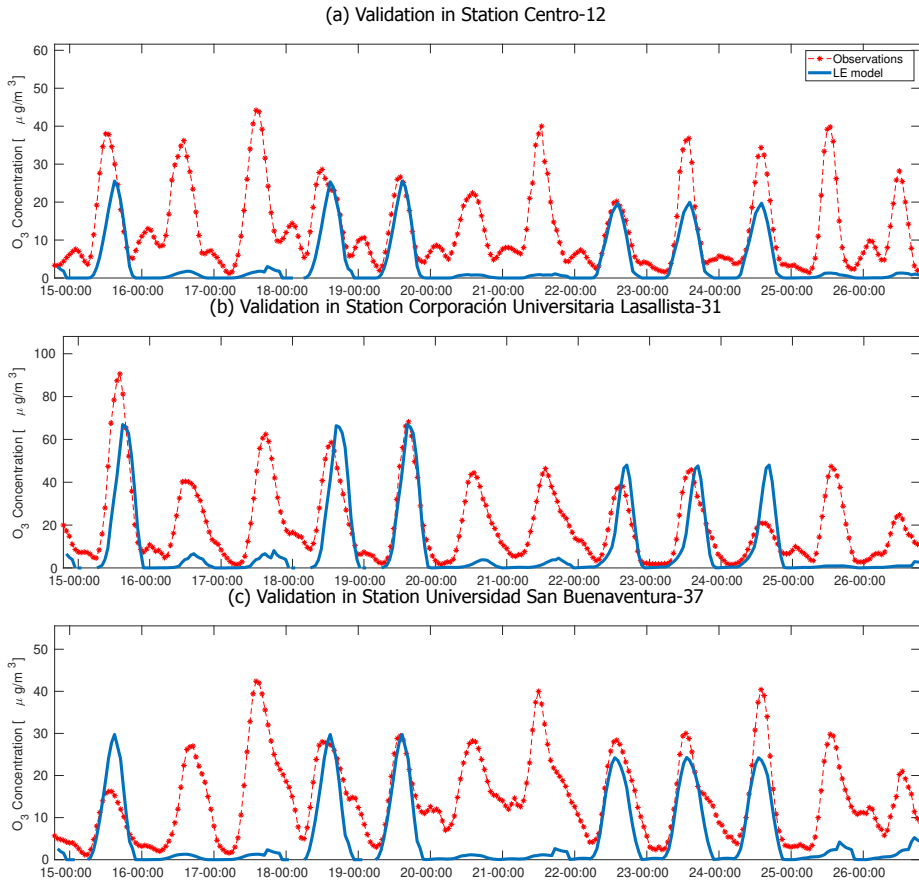 (a) Validation in Station Centro-12
O3 Concentration [ μ g/m3]
60
50
40
30
20
10
0
Observations
LE model
15-00:00 16-00:00 17-00:00 18-00:00 19-00:00 20-00:00 21-00:00 22-00:00 23-00:00 24-00:00 25-00:00 26-00:00
(b) Validation in Station Corporación Universitaria Lasallista-31
O3 Concentration [ μ g/m3]
100
80
60
40
20
0
15-00:00 16-00:00 17-00:00 18-00:00 19-00:00 20-00:00 21-00:00 22-00:00 23-00:00 24-00:00 25-00:00 26-00:00
(c) Validation in Station Universidad San Buenaventura-37
O3 Concentration [ μ g/m3]
50
40
30
20
10
0
15-00:00 16-00:00 17-00:00 18-00:00 19-00:00 20-00:00 21-00:00 22-00:00 23-00:00 24-00:00 25-00:00 26-00:00